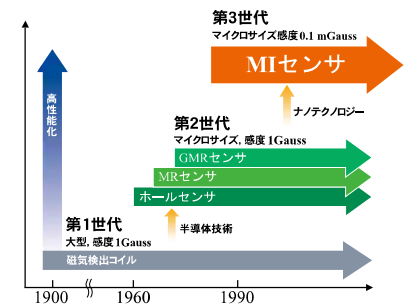 第3世代
マイクロサイズ感度0.1 mGauss
MIセンサ
ナノテクノロジー
高性能化
第2世代
マイクロサイズ, 感度1Gauss
GMRセンサ
MRセンサ
ホールセンサ
半導体技術
第1世代
大型, 感度1Gauss
磁気検出コイル
1900 1960 1990